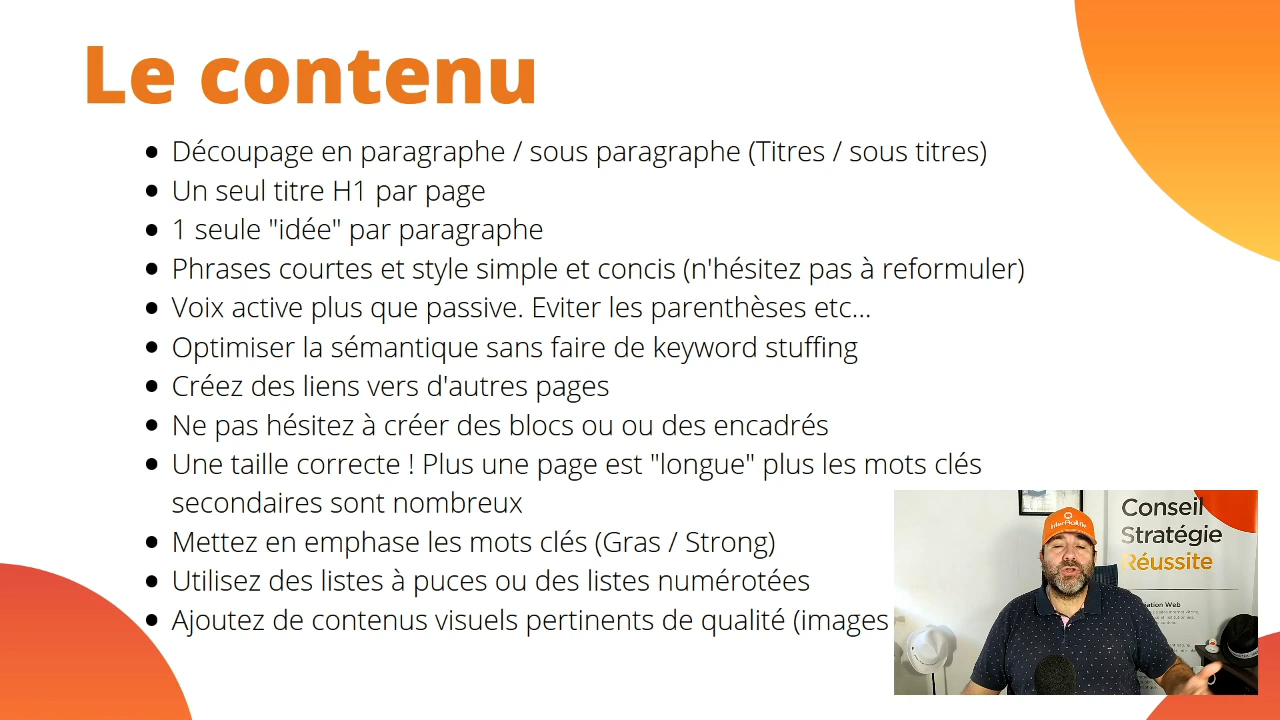 Le contenu
Découpage en paragraphe / sous paragraphe (Titres / sous titres)
Un seul titre H1 par page
1 seule "idée" par paragraphe
Phrases courtes et style simple et concis (n'hésitez pas à reformuler)
Voix active plus que passive. Eviter les parenthèses etc...
Optimiser la sémantique sans faire de keyword stuffing
Créez des liens vers d'autres pages
Ne pas hésitez à créer des blocs ou ou des encadrés
Une taille correcte ! Plus une page est "longue" plus les mots clés
secondaires sont nombreux
Mettez en emphase les mots clés (Gras / Strong)
Utilisez des listes à puces ou des listes numérotées
Ajoutez de contenus visuels pertinents de qualité (images
Conseil
Stratégie
Réussite
Web